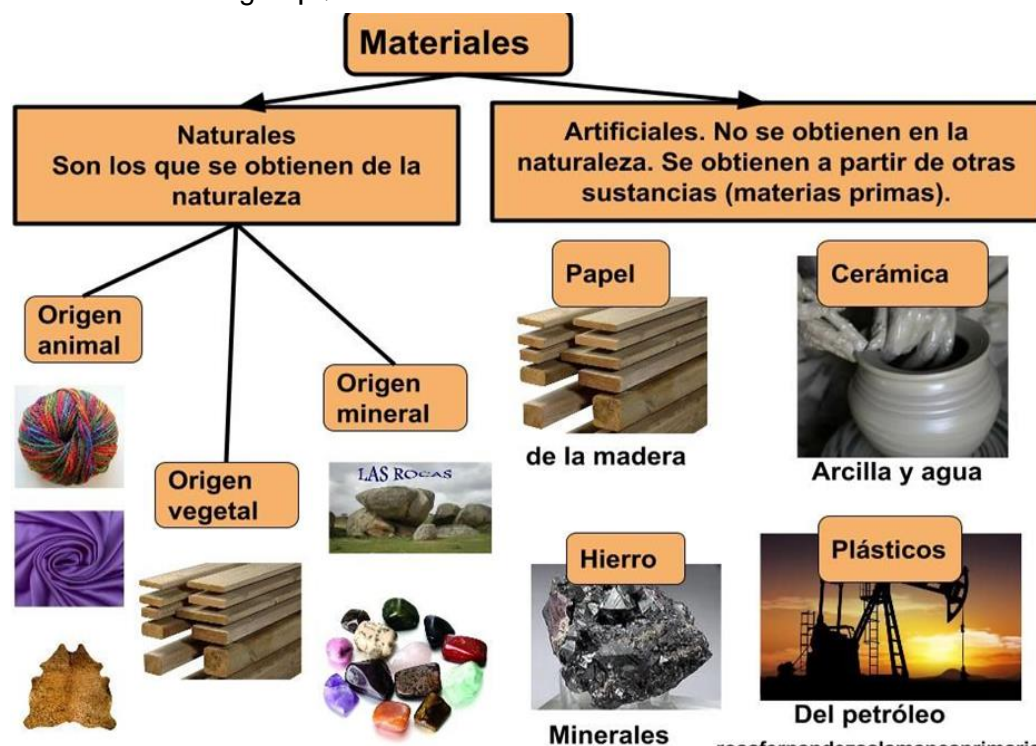 Materiales
Naturales
Son los que se obtienen de la
naturaleza
Artificiales. No se obtienen en la
naturaleza. Se obtienen a partir de otras
sustancias (materias primas).
Origen
animal
Origen
vegetal
Origen
mineral
LAS ROCAS
Papel
de la madera
Cerámica
Arcilla y agua
Hierro
Minerales
Plásticos
Del petróleo